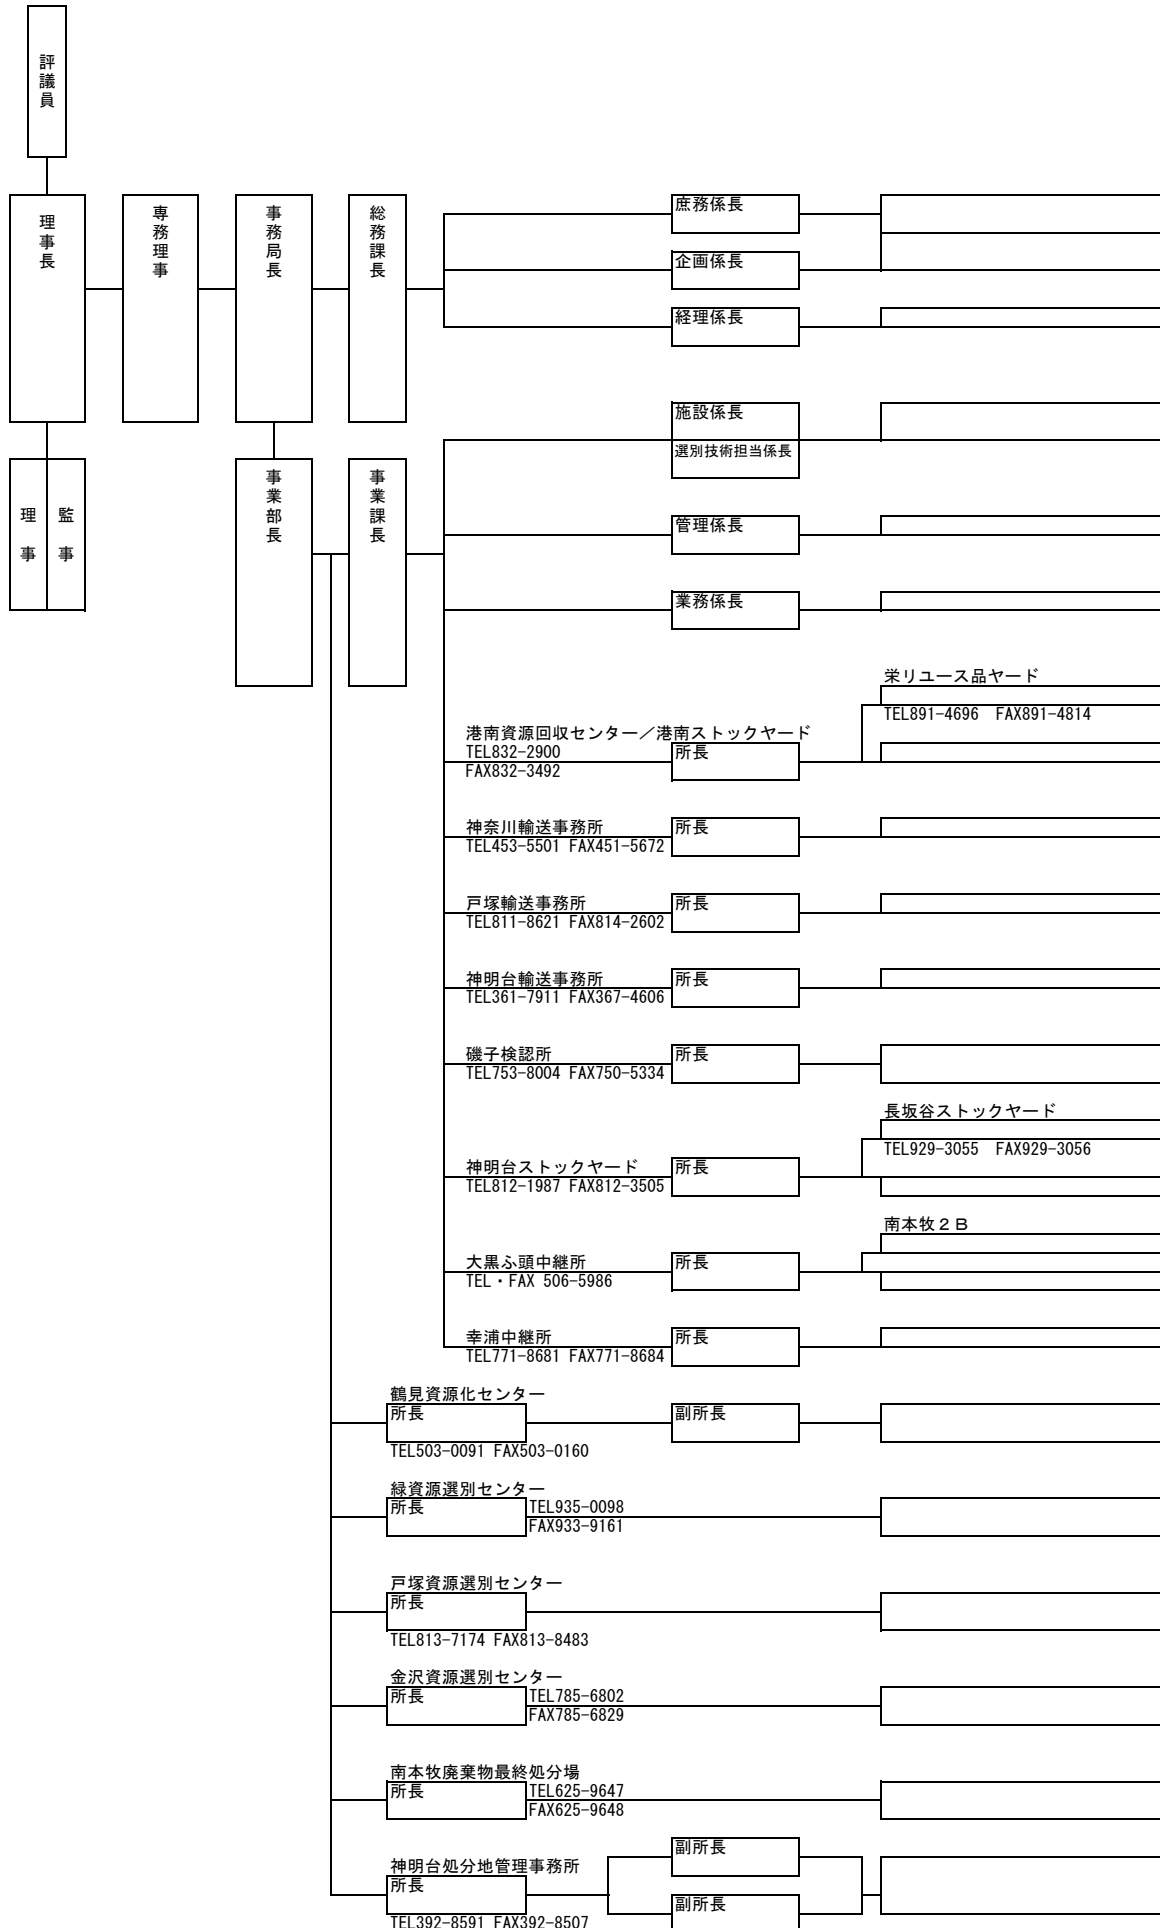 評議員
理事長
専務理事
事務局長
総務課長
庶務係長
企画係長
経理係長
施設係長
選別技術担当係長
理事
監事
事業部長
事業課長
管理係長
業務係長
栄リユース品ヤード
TEL891-4696 FAX891-4814
港南資源回収センター／港南ストックヤード
TEL832-2900
FAX832-3492
所長
神奈川輸送事務所
TEL453-5501 FAX451-5672
所長
戸塚輸送事務所
TEL811-8621 FAX814-2602
所長
神明台輸送事務所
TEL361-7911 FAX367-4606
所長
磯子検認所
TEL753-8004 FAX750-5334
所長
長坂谷ストックヤード
TEL929-3055 FAX929-3056
神明台ストックヤード
TEL812-1987 FAX812-3505
所長
南本牧２Ｂ
大黒ふ頭中継所
TEL・FAX 506-5986
所長
幸浦中継所
TEL771-8681 FAX771-8684
所長
鶴見資源化センター
所長
副所長
TEL503-0091 FAX503-0160
緑資源選別センター
所長
TEL935-0098
FAX933-9161
戸塚資源選別センター
所長
TEL813-7174 FAX813-8483
金沢資源選別センター
所長
TEL785-6802
FAX785-6829
南本牧廃棄物最終処分場
所長
TEL625-9647
FAX625-9648
副所長
神明台処分地管理事務所
所長
副所長
TEL392-8591 FAX392-8507